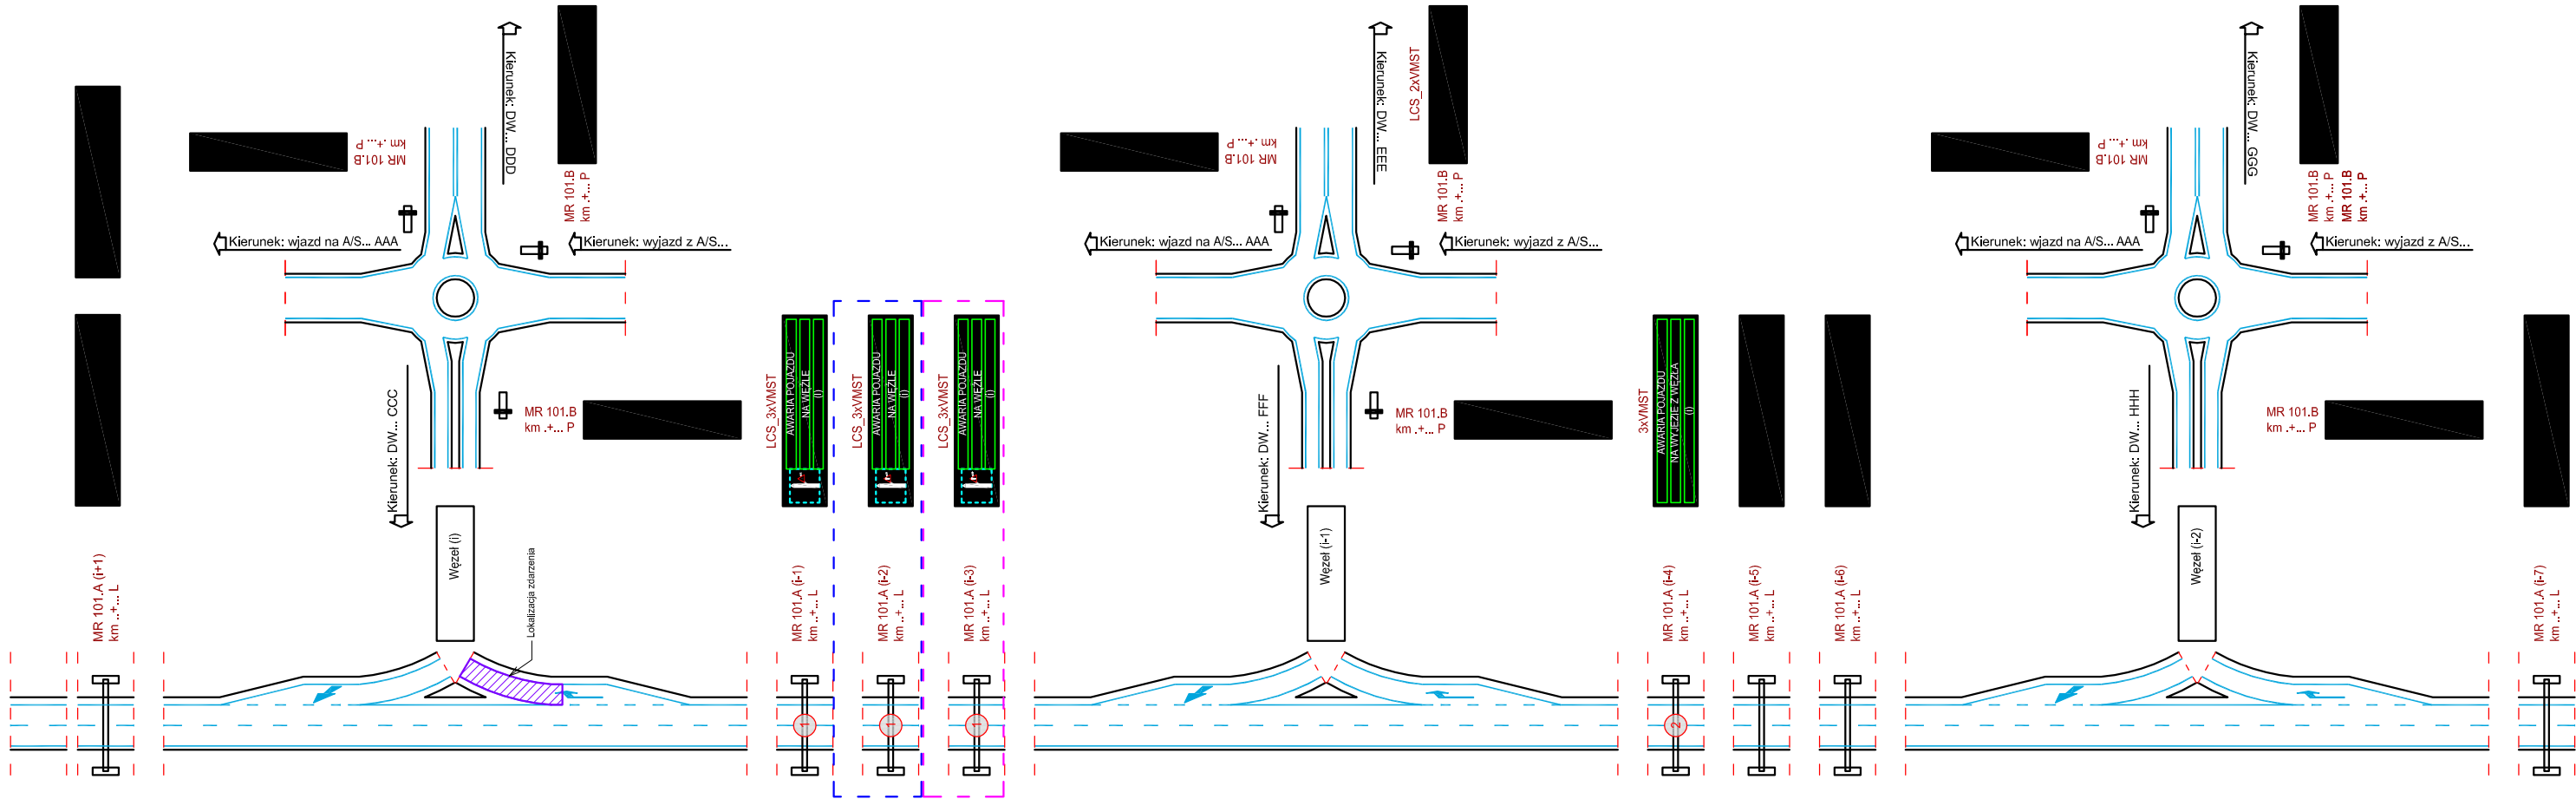 Kierunek: DW... DDD
MR 101.B
km .+... P
MR 101.B
km .+... P
Kierunek: wjazd na A/S... AAA
Kierunek: wyjazd z A/S...
Kierunek: DW... CCC
MR 101.B
km .+... P
Węzeł (i)
Lokalizacja zdarzenia
MR 101.A (i+1)
km ..+... L
LCS_3xVMST
AWARIA POJAZDU
NA WĘŹLE
(i)
MR 101.A (i-1)
km ..+... L
1
LCS_3xVMST
AWARIA POJAZDU
NA WĘŹLE
(i)
MR 101.A (i-2)
km ..+... L
1
LCS_3xVMST
AWARIA POJAZDU
NA WĘŹLE
(i)
MR 101.A (i-3)
km ..+... L
1
Kierunek: DW... EEE
LCS_2xVMST
MR 101.B
km .+... P
MR 101.B
km .+... P
Kierunek: wjazd na A/S... AAA
Kierunek: wyjazd z A/S...
Kierunek: DW... FFF
MR 101.B
km .+... P
Węzeł (i-1)
3xVMST
AWARIA POJAZDU
NA WYJEŹIE Z WĘZŁA
(i)
MR 101.A (i-4)
km ..+... L
2
MR 101.A (i-5)
km ..+... L
MR 101.A (i-6)
km ..+... L
Kierunek: DW... GGG
MR 101.B
km .+... P
MR 101.B
km .+... P
MR 101.B
km .+... P
Kierunek: wjazd na A/S... AAA
Kierunek: wyjazd z A/S...
Kierunek: DW... HHH
MR 101.B
km .+... P
Węzeł (i-2)
MR 101.A (i-7)
km ..+... L